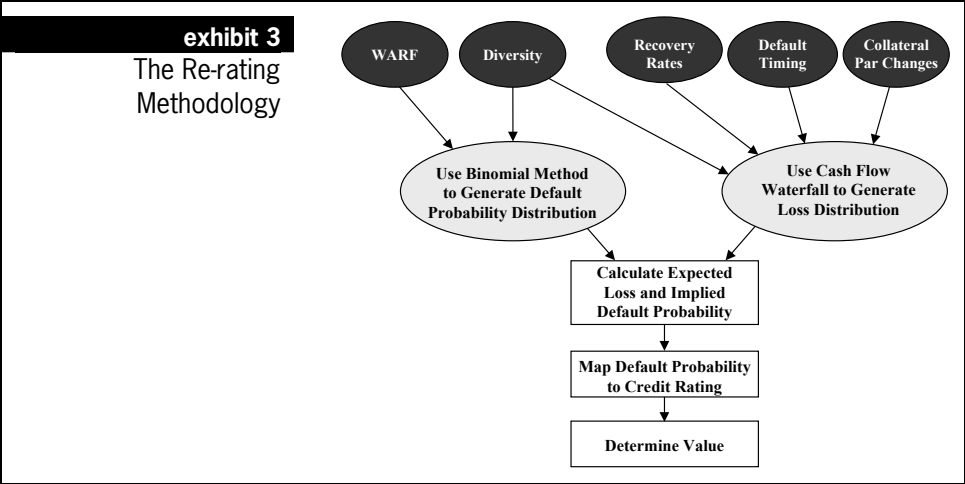 exhibit 3
The Re-rating
Methodology
WARF
Diversity
Recovery
Rates
Default
Timing
Collateral
Par Changes
Use Binomial Method
to Generate Default
Probability Distribution
Use Cash Flow
Waterfall to Generate
Loss Distribution
Calculate Expected
Loss and Implied
Default Probability
Map Default Probability
to Credit Rating
Determine Value